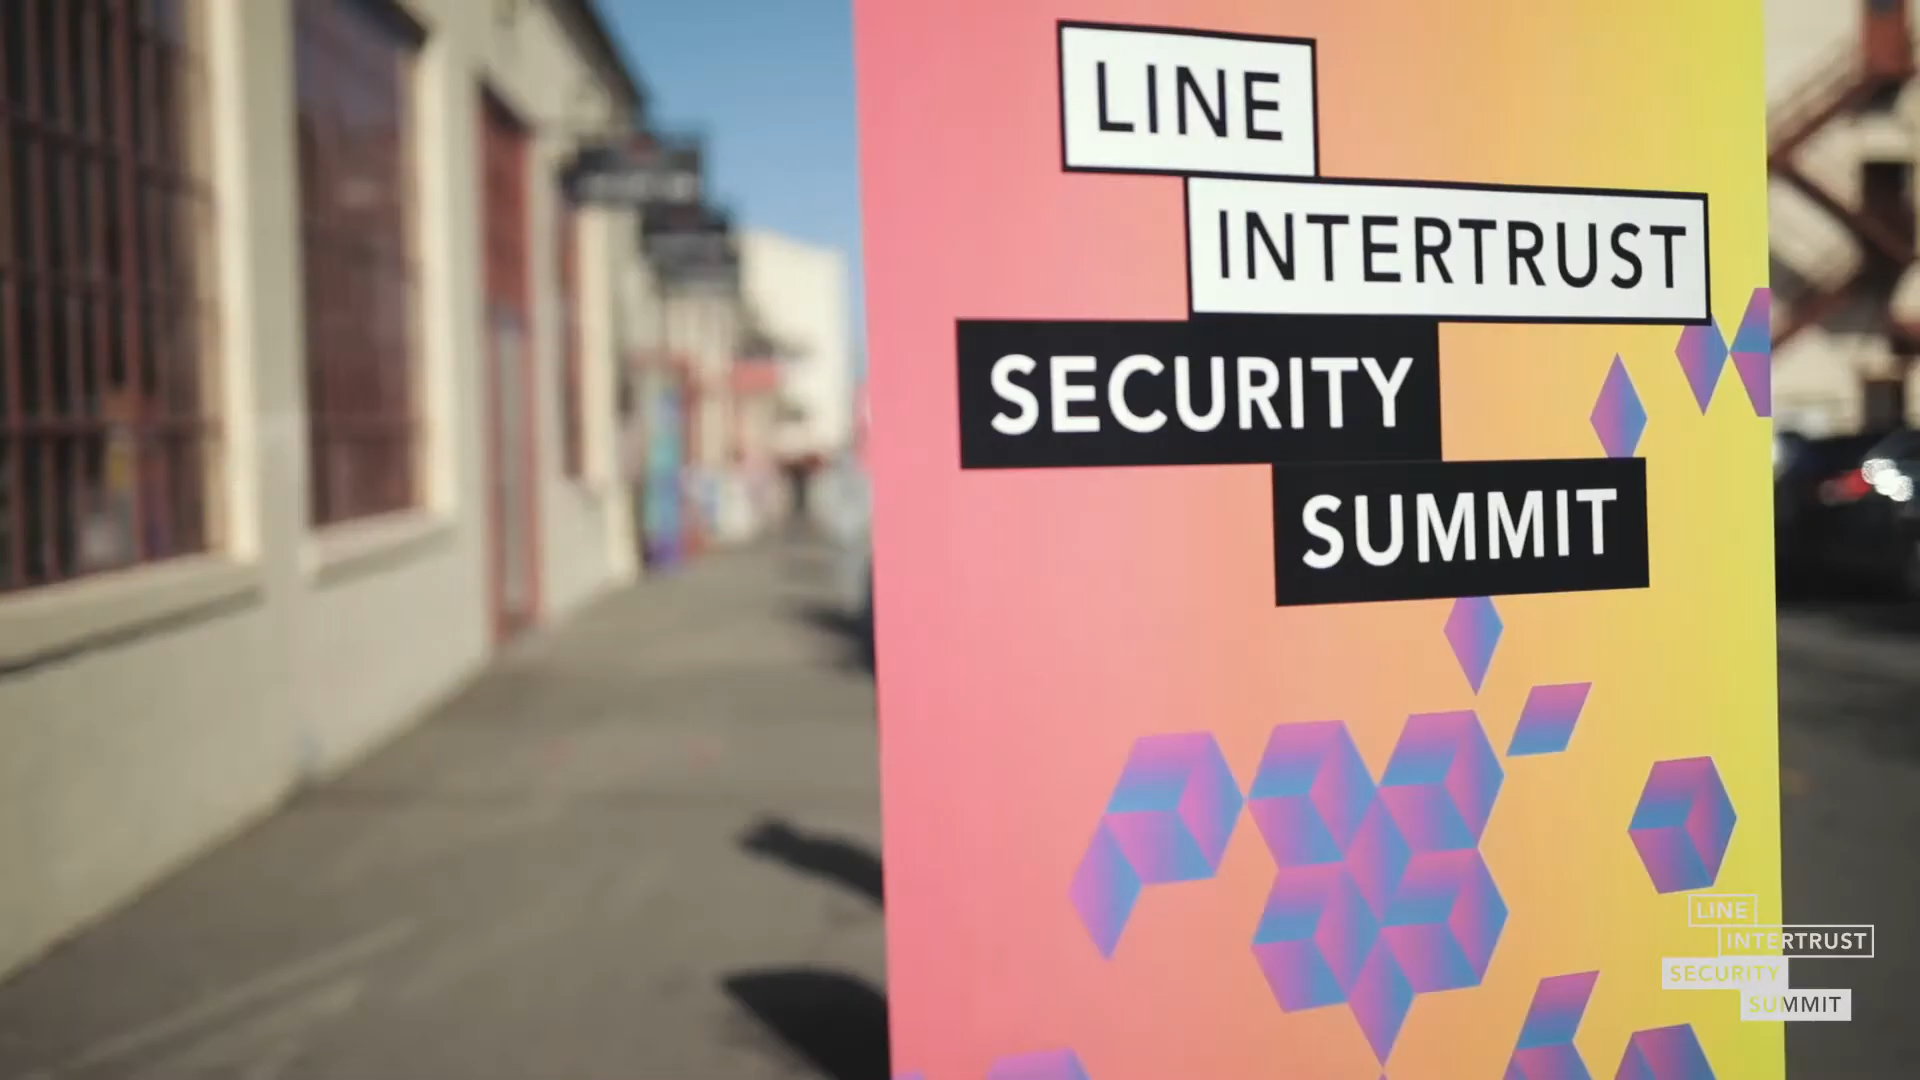 LINE
INTERTRUST
SECURITY
SUMMIT
LINE
INTERTRUST
SECURITY
SUMMIT